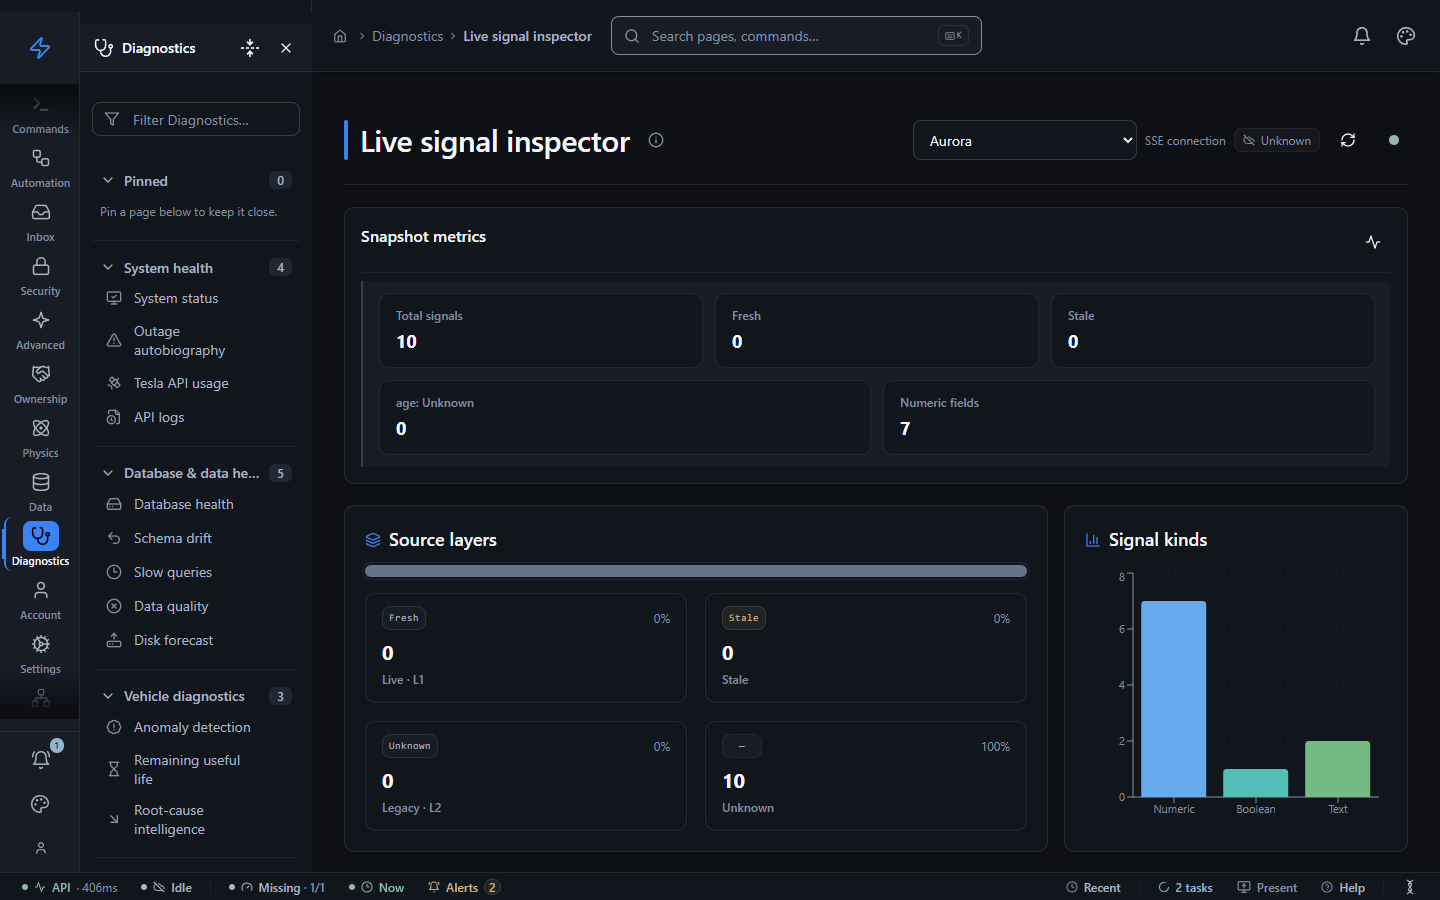 Diagnostics
Diagnostics
Live signal inspector
Search pages, commands...
K
Commands
Automation
Inbox
Security
Advanced
Ownership
Physics
Data
Diagnostics
Account
Settings
1
Filter Diagnostics...
Pinned
0
Pin a page below to keep it close.
System health
4
System status
Outage
autobiography
Tesla API usage
API logs
Database & data he...
5
Database health
Schema drift
Slow queries
Data quality
Disk forecast
Vehicle diagnostics
3
Anomaly detection
Remaining useful
life
Root-cause
intelligence
Live signal inspector
Aurora
SSE connection
Unknown
Snapshot metrics
Total signals
10
Fresh
0
Stale
0
age: Unknown
0
Numeric fields
7
Source layers
Fresh
0%
0
Live · L1
Stale
0%
0
Stale
Unknown
0%
0
Legacy · L2
–
100%
10
Unknown
Signal kinds
8
6
4
2
0
Numeric
Boolean
Text
API · 406ms
Idle
Missing · 1/1
Now
Alerts 2
Recent
2 tasks
Present
Help